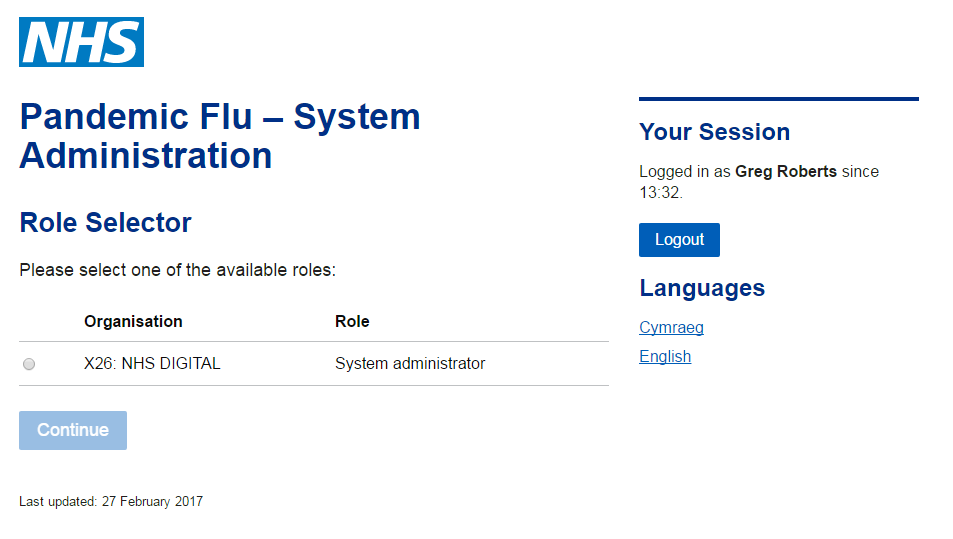 NHS
Pandemic Flu – System
Administration
Role Selector
Please select one of the available roles:
Organisation Role
X26: NHS DIGITAL System administrator
Continue
Last updated: 27 February 2017
Your Session
Logged in as Greg Roberts since
13:32.
Logout
Languages
Cymraeg
English